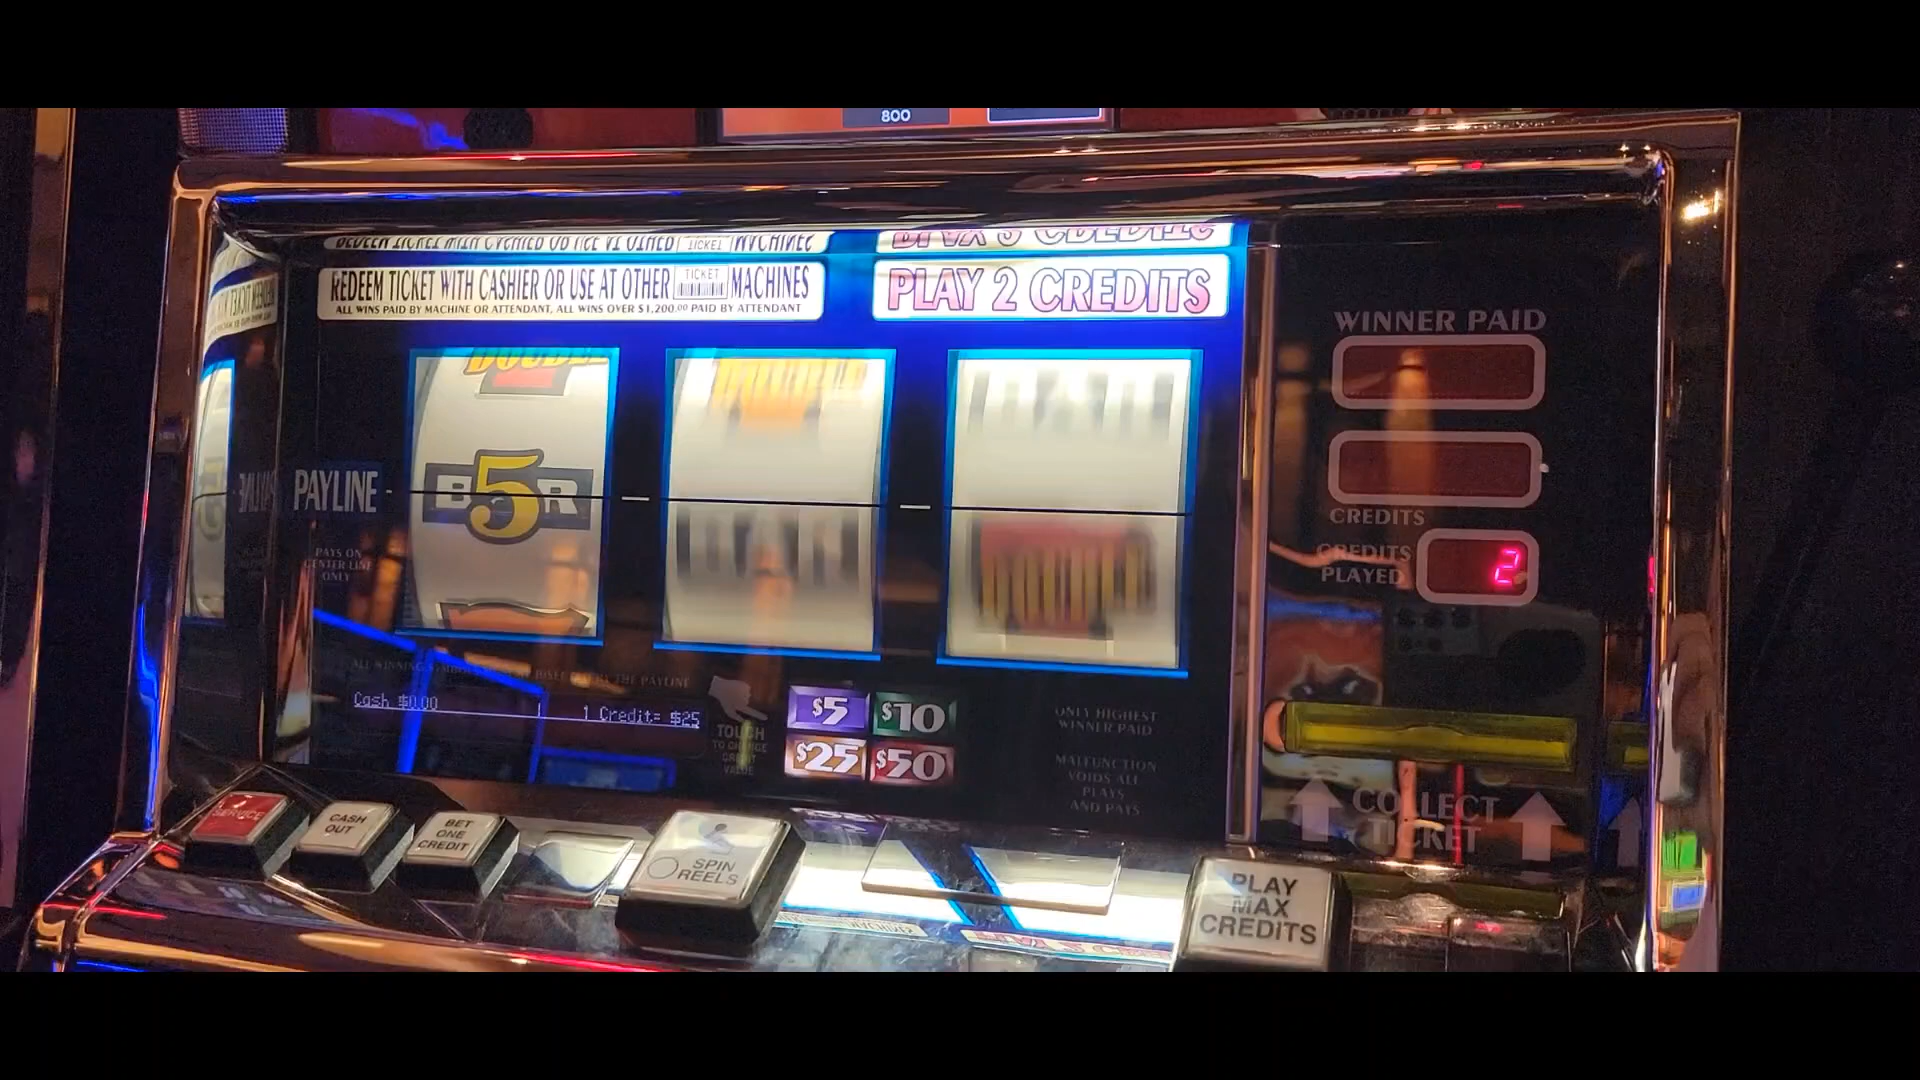 800
REDEEM TICKET WITH CASHIER OR USE AT OTHER TICKET MACHINES
ALL WINS PAID BY MACHINE OR ATTENDANT, ALL WINS OVER $1,200.00 PAID BY ATTENDANT
PLAY 2 CREDITS
WINNER PAID
DOUBLE
B5R
PAYLINE
CREDITS
PAYS ON
CENTER LINE
ONLY
CREDITS
PLAYED
2
Cash $0.00
1 Credit= $25
TOUCH
TO CHANGE
CREDIT
VALUE
$5
$10
$25
$50
ONLY HIGHEST
WINNER PAID
MALFUNCTION
VOIDS ALL
PLAYS
AND PAYS
COLLECT
TICKET
SERVICE
CASH
OUT
BET
ONE
CREDIT
SPIN
REELS
PLAY
MAX
CREDITS